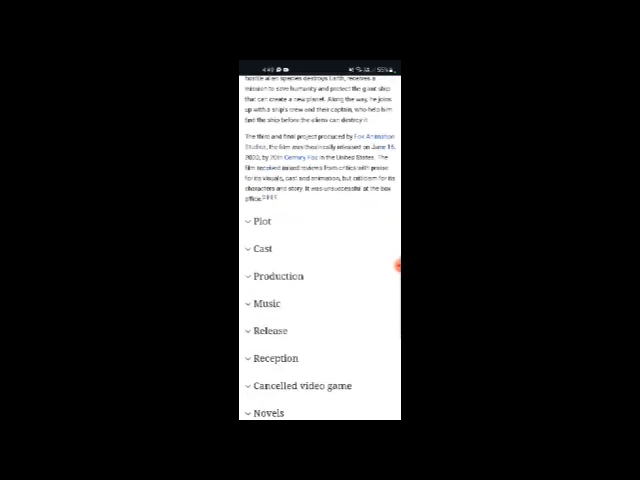 4:49
55%
hostile alien species destroys Earth, receives a
mission to save humanity and protect the giant ship
that can create a new planet. Along the way, he joins
up with a ship's crew and their captain, who help him
find the ship before the aliens can destroy it.
The third and final project produced by Fox Animation
Studios, the film was theatrically released on June 16,
2000, by 20th Century Fox in the United States. The
film received mixed reviews from critics with praise
for its visuals, cast and animation, but criticism for its
characters and story. It was unsuccessful at the box
office.
Plot
Cast
Production
Music
Release
Reception
Cancelled video game
Novels